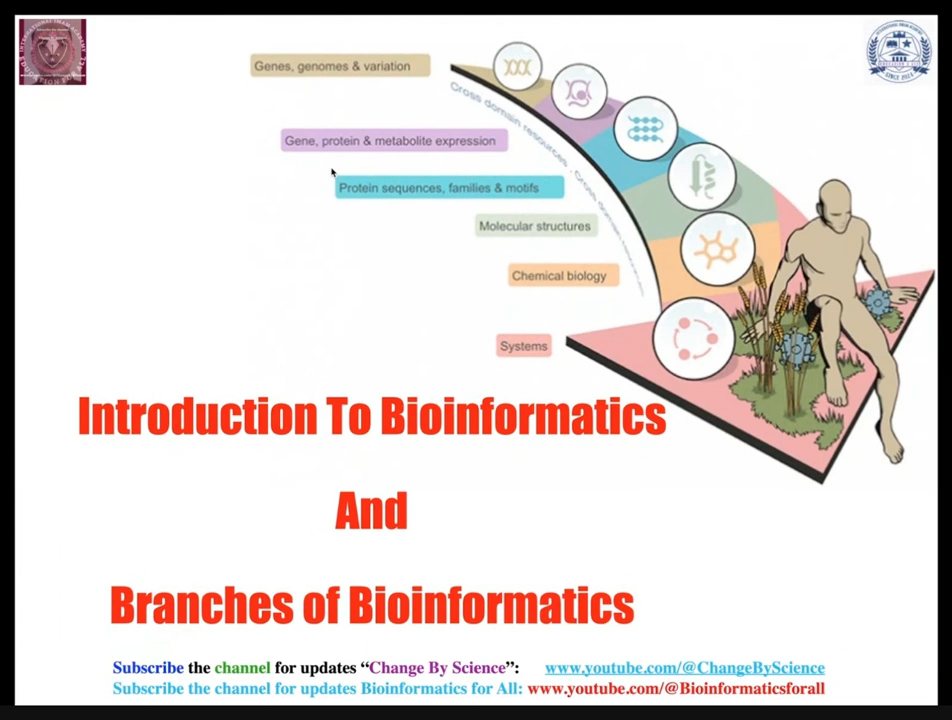 Genes, genomes & variation
Cross domain resources
Gene, protein & metabolite expression
Protein sequences, families & motifs
Molecular structures
Chemical biology
Systems
Introduction To Bioinformatics
And
Branches of Bioinformatics
Subscribe the channel for updates “Change By Science”: www.youtube.com/@ChangeByScience
Subscribe the channel for updates Bioinformatics for All: www.youtube.com/@Bioinformaticsforall